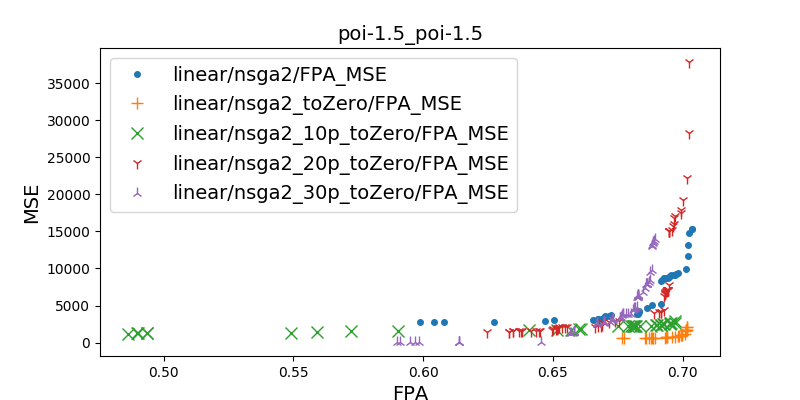 poi-1.5_poi-1.5
linear/nsga2/FPA_MSE
linear/nsga2_toZero/FPA_MSE
linear/nsga2_10p_toZero/FPA_MSE
linear/nsga2_20p_toZero/FPA_MSE
linear/nsga2_30p_toZero/FPA_MSE
MSE
35000
30000
25000
20000
15000
10000
5000
0
0.50 0.55 0.60 0.65 0.70
FPA